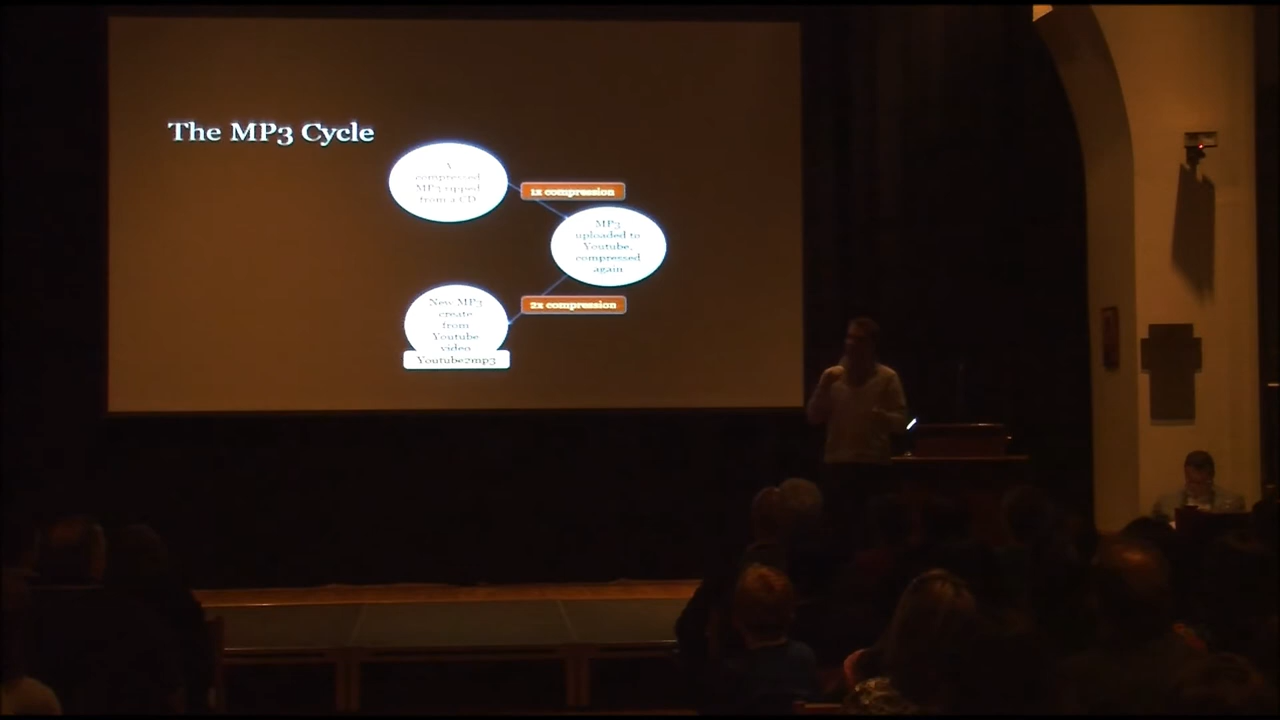 The MP3 Cycle
A
compressed
MP3 ripped
from a CD
1x compression
MP3
uploaded to
Youtube,
compressed
again
2x compression
New MP3
create
from
Youtube
video
Youtube2mp3